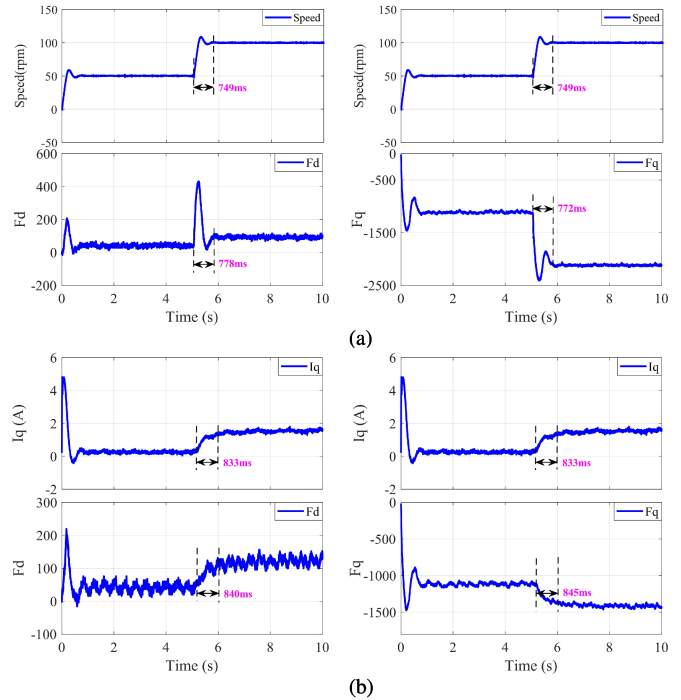 150
100
50
0
50
Speed(rpm)
Speed
749ms
150
100
50
0
50
Speed(rpm)
Speed
749ms
600
400
200
0
-200
Fd
Fd
778ms
0 2 4 6 8 10
Time (s)
0
-500
-1500
-2500
Fq
Fq
772ms
0 2 4 6 8 10
Time (s)
(a)
6
4
2
0
2
Iq (A)
Iq
833ms
6
4
2
0
2
Iq (A)
Iq
833ms
300
200
100
0
-100
Fd
Fd
840ms
0 2 4 6 8 10
Time (s)
0
-500
-1000
-1500
Fq
Fq
845ms
0 2 4 6 8 10
Time (s)
(b)